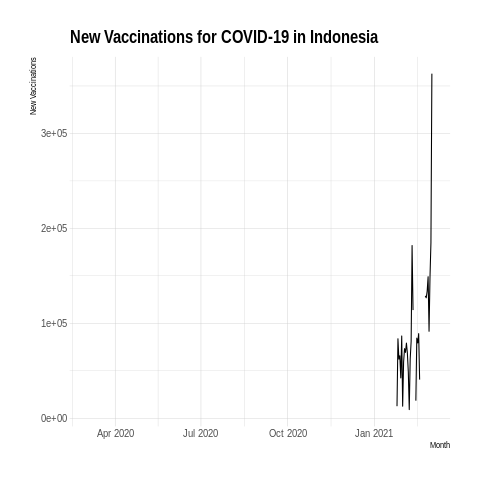 New Vaccinations for COVID-19 in Indonesia
New Vaccinations
3e+05
2e+05
1e+05
0e+00
Apr 2020 Jul 2020 Oct 2020 Jan 2021
Month